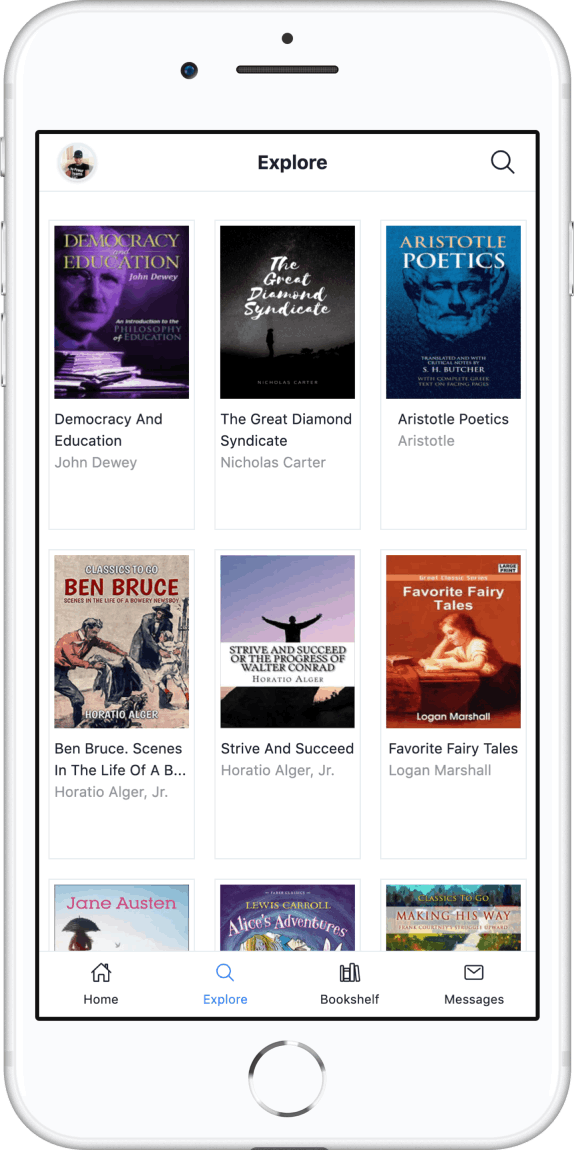 Explore
DEMOCRACY
and
EDUCATION
John Dewey
An Introduction to the
PHILOSOPHY
of EDUCATION
Democracy And
Education
John Dewey
The
Great
Diamond
Syndicate
NICHOLAS CARTER
The Great Diamond
Syndicate
Nicholas Carter
ARISTOTLE
POETICS
TRANSLATED AND WITH
CRITICAL NOTES BY
S. H. BUTCHER
WITH COMPLETE GREEK
TEXT ON FACING PAGES
Aristotle Poetics
Aristotle
CLASSICS TO GO
BEN BRUCE
SCENES IN THE LIFE OF A BOWERY NEWSBOY
HORATIO ALGER
Ben Bruce. Scenes
In The Life Of A B...
Horatio Alger, Jr.
STRIVE AND SUCCEED
OR THE PROGRESS OF
WALTER CONRAD
HORATIO ALGER
Strive And Succeed
Horatio Alger, Jr.
LARGE
PRINT
Great Classic Series
Favorite Fairy
Tales
Logan Marshall
Favorite Fairy Tales
Logan Marshall
Jane Austen
LEWIS CARROLL
Alice's Adventures
CLASSICS TO GO
MAKING HIS WAY
FRANK COURTNEY'S STRUGGLE UPWARD
Home
Explore
Bookshelf
Messages